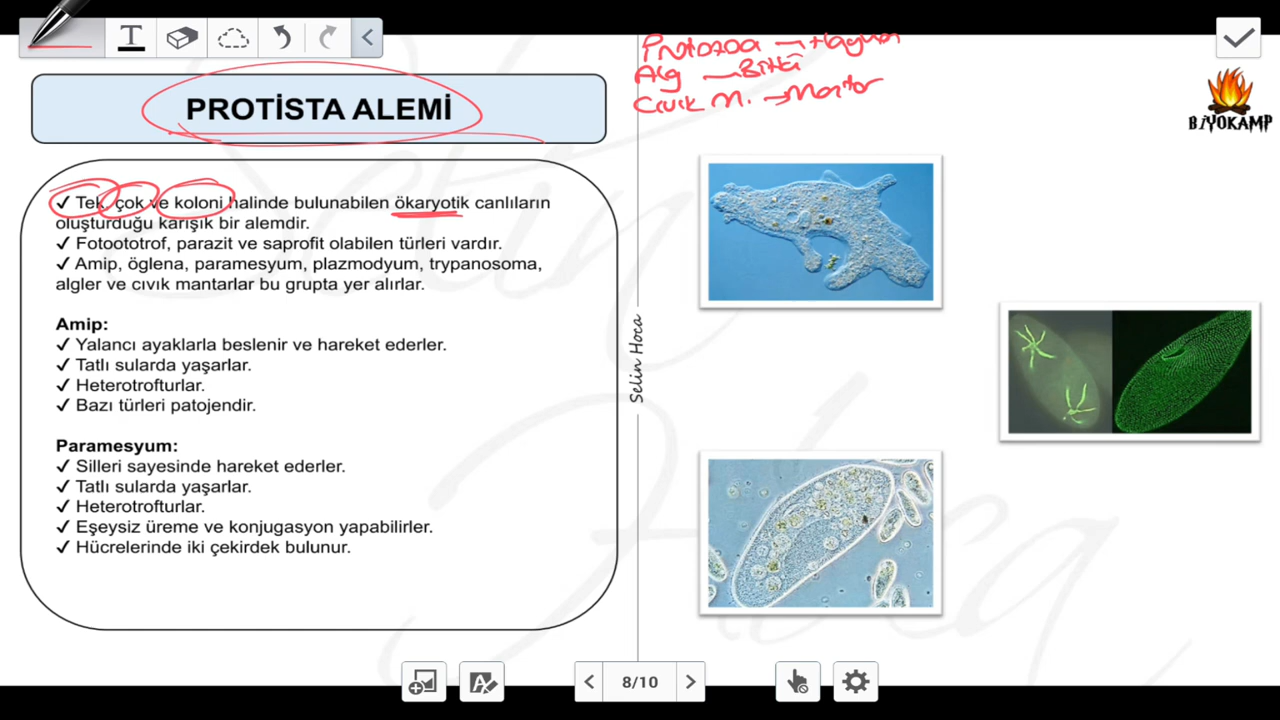 T
Protozoa → Hayvan
Alg → Bitki
Cıvık M. → Mantar
BİYOKAMP
PROTİSTA ALEMİ
✓ Tek, çok ve koloni halinde bulunabilen ökaryotik canlıların
oluşturduğu karışık bir alemdir.
✓ Fotoototrof, parazit ve saprofit olabilen türleri vardır.
✓ Amip, öglena, paramesyum, plazmodyum, trypanosoma,
algler ve cıvık mantarlar bu grupta yer alırlar.
Amip:
✓ Yalancı ayaklarla beslenir ve hareket ederler.
✓ Tatlı sularda yaşarlar.
✓ Heterotrofturlar.
✓ Bazı türleri patojendir.
Paramesyum:
✓ Silleri sayesinde hareket ederler.
✓ Tatlı sularda yaşarlar.
✓ Heterotrofturlar.
✓ Eşeysiz üreme ve konjugasyon yapabilirler.
✓ Hücrelerinde iki çekirdek bulunur.
Selin Hoca
Selin Hoca
8/10